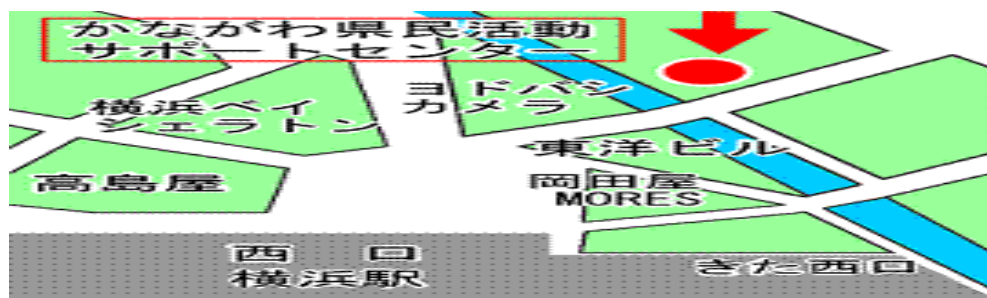 かながわ県民活動
サポートセンター
ヨドバシ
カメラ
横浜ベイ
シェラトン
東洋ビル
高島屋
岡田屋
MORES
西 口
横浜駅
きた西口